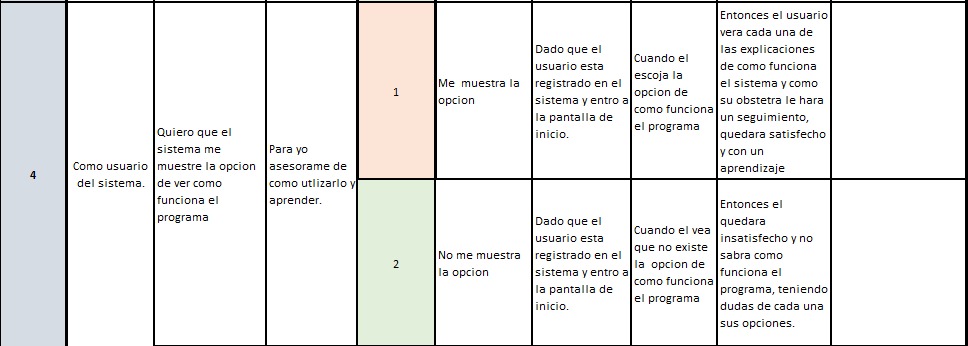 4
Como usuario
del sistema.
Quiero que el
sistema me
muestre la opcion
de ver como
funciona el
programa
Para yo
asesorame de
como utlizarlo y
aprender.
1
Me  muestra la
opcion
Dado que el
usuario esta
registrado en el
sistema y entro a
la pantalla de
inicio.
Cuando el
escoja la
opcion de
como funciona
el programa
Entonces el usuario
vera cada una de
las explicaciones
de como funciona
el sistema y como
su obstetra le hara
un seguimiento,
quedara satisfecho
y con un
aprendizaje
2
No me muestra
la opcion
Dado que el
usuario esta
registrado en el
sistema y entro a
la pantalla de
inicio.
Cuando el vea
que no existe
la  opcion de
como funciona
el programa
Entonces el
quedara
insatisfecho y no
sabra como
funciona el
programa, teniendo
dudas de cada una
sus opciones.